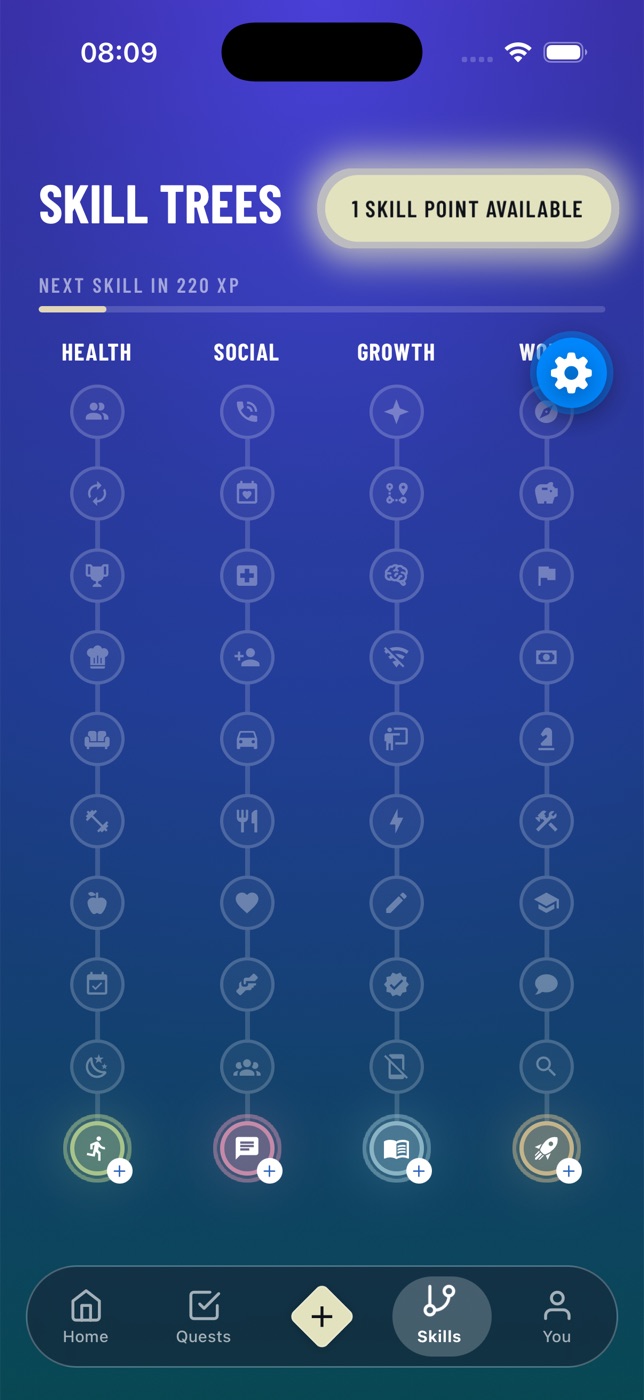 08:09
SKILL TREES
1 SKILL POINT AVAILABLE
NEXT SKILL IN 220 XP
HEALTH
SOCIAL
GROWTH
Home
Quests
Skills
You